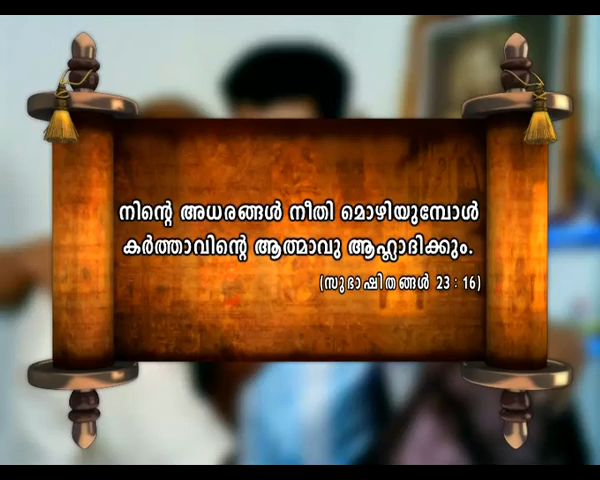 നിന്റെ അധരങ്ങൾ നീതി മൊഴിയുമ്പോൾ
കർത്താവിന്റെ ആത്മാവു ആഹ്ലാദിക്കും.
(സുഭാഷിതങ്ങൾ 23 : 16)